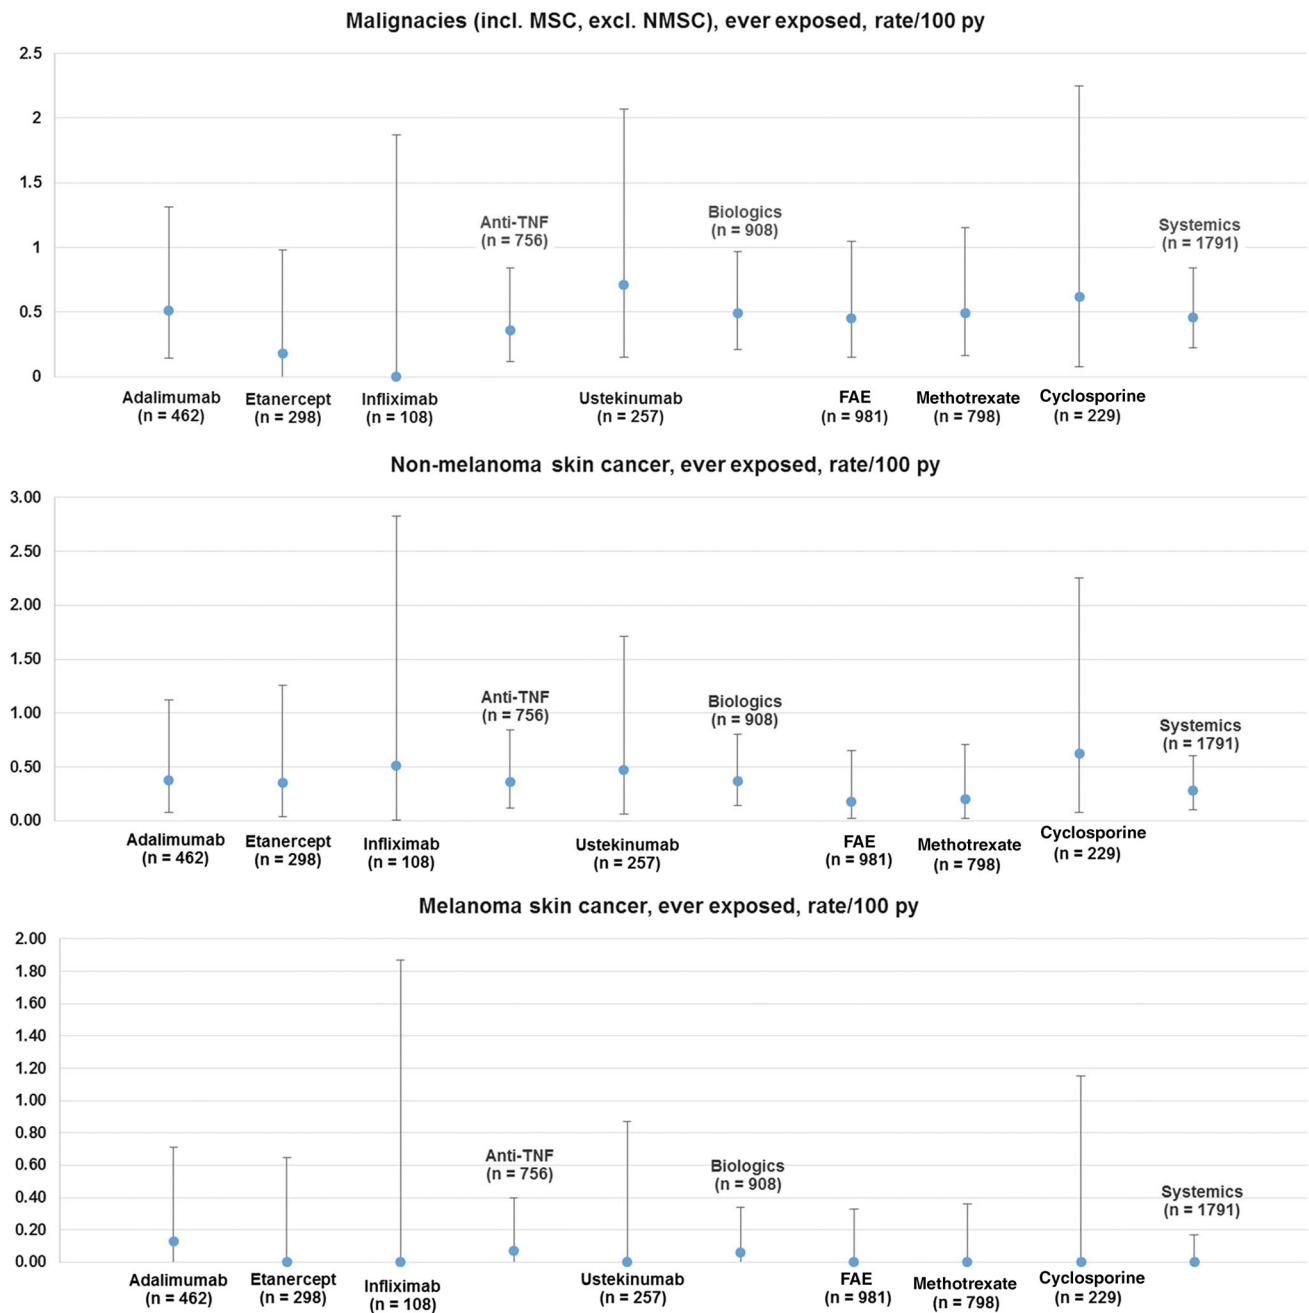 Malignacies (incl. MSC, excl. NMSC), ever exposed, rate/100 py
2.5
2
1.5
1
0.5
0
Anti-TNF
(n = 756)
Biologics
(n = 908)
Systemics
(n = 1791)
Adalimumab
(n = 462)
Etanercept
(n = 298)
Infliximab
(n = 108)
Ustekinumab
(n = 257)
FAE
(n = 981)
Methotrexate
(n = 798)
Cyclosporine
(n = 229)
Non-melanoma skin cancer, ever exposed, rate/100 py
3.00
2.50
2.00
1.50
1.00
0.50
0.00
Anti-TNF
(n = 756)
Biologics
(n = 908)
Systemics
(n = 1791)
Adalimumab
(n = 462)
Etanercept
(n = 298)
Infliximab
(n = 108)
Ustekinumab
(n = 257)
FAE
(n = 981)
Methotrexate
(n = 798)
Cyclosporine
(n = 229)
Melanoma skin cancer, ever exposed, rate/100 py
2.00
1.80
1.60
1.40
1.20
1.00
0.80
0.60
0.40
0.20
0.00
Anti-TNF
(n = 756)
Biologics
(n = 908)
Systemics
(n = 1791)
Adalimumab
(n = 462)
Etanercept
(n = 298)
Infliximab
(n = 108)
Ustekinumab
(n = 257)
FAE
(n = 981)
Methotrexate
(n = 798)
Cyclosporine
(n = 229)